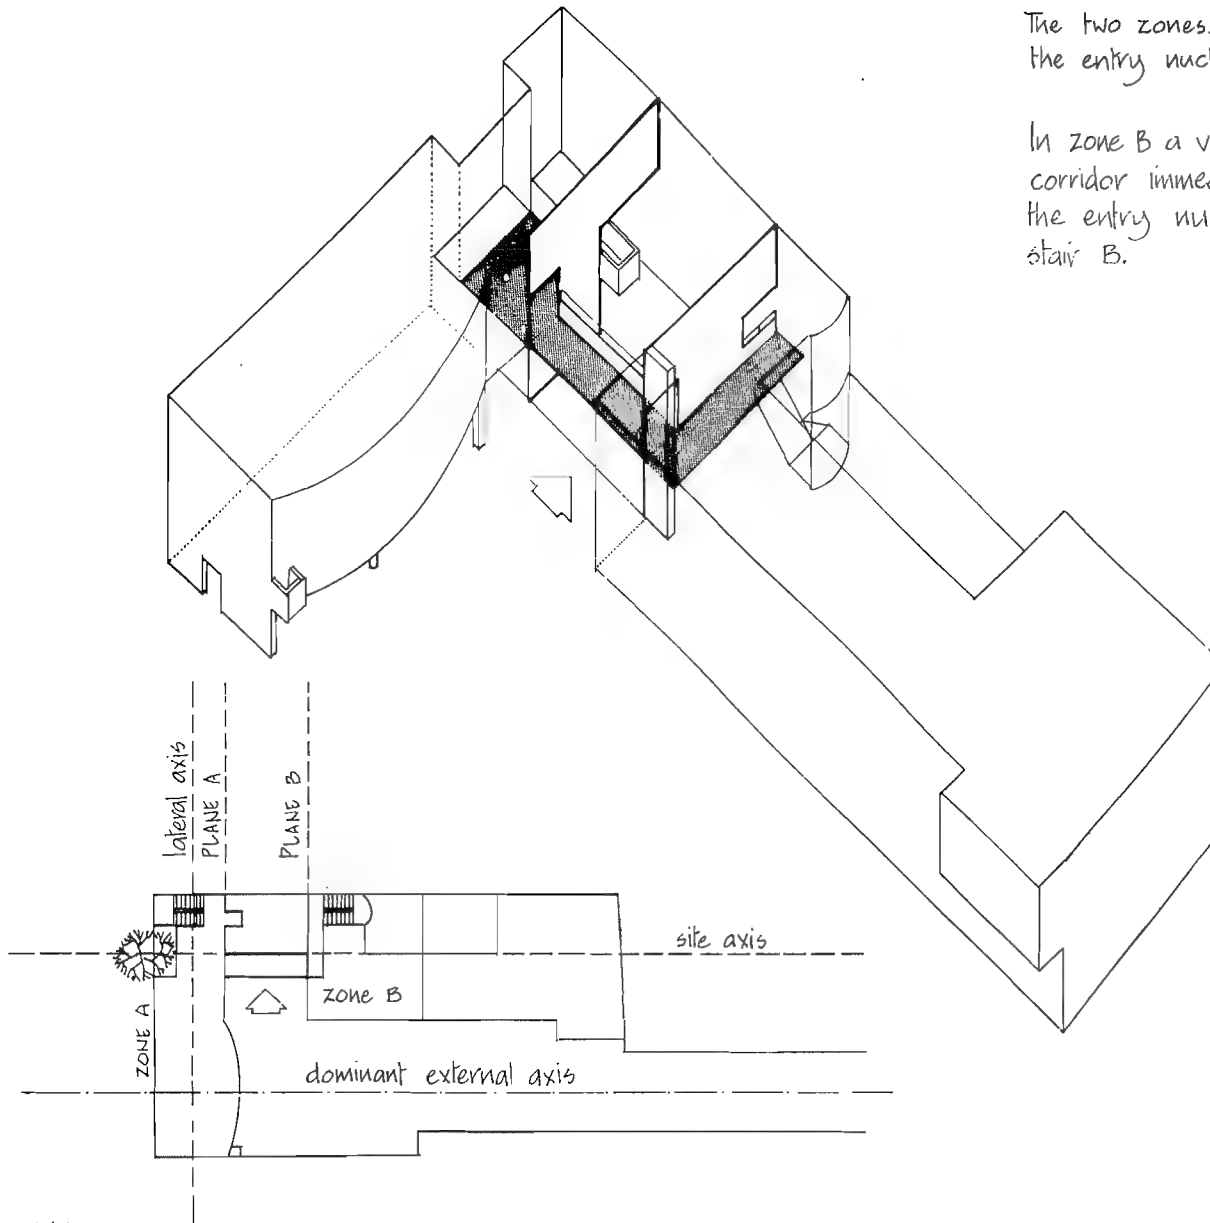 The two zones.
the entry nuc
In zone B a v
corridor immed
the entry nu
stair B.
lateral axis
PLANE A
PLANE B
site axis
zone B
ZONE A
dominant external axis